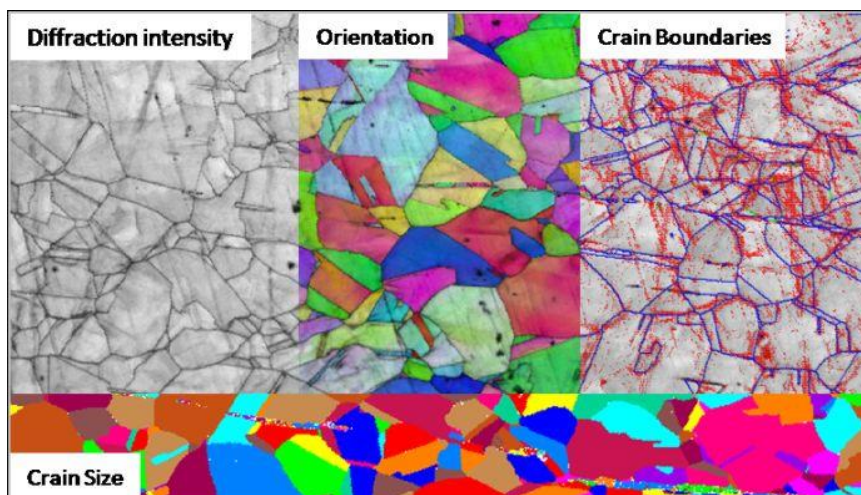 Diffraction intensity
Orientation
Crain Boundaries
Crain Size